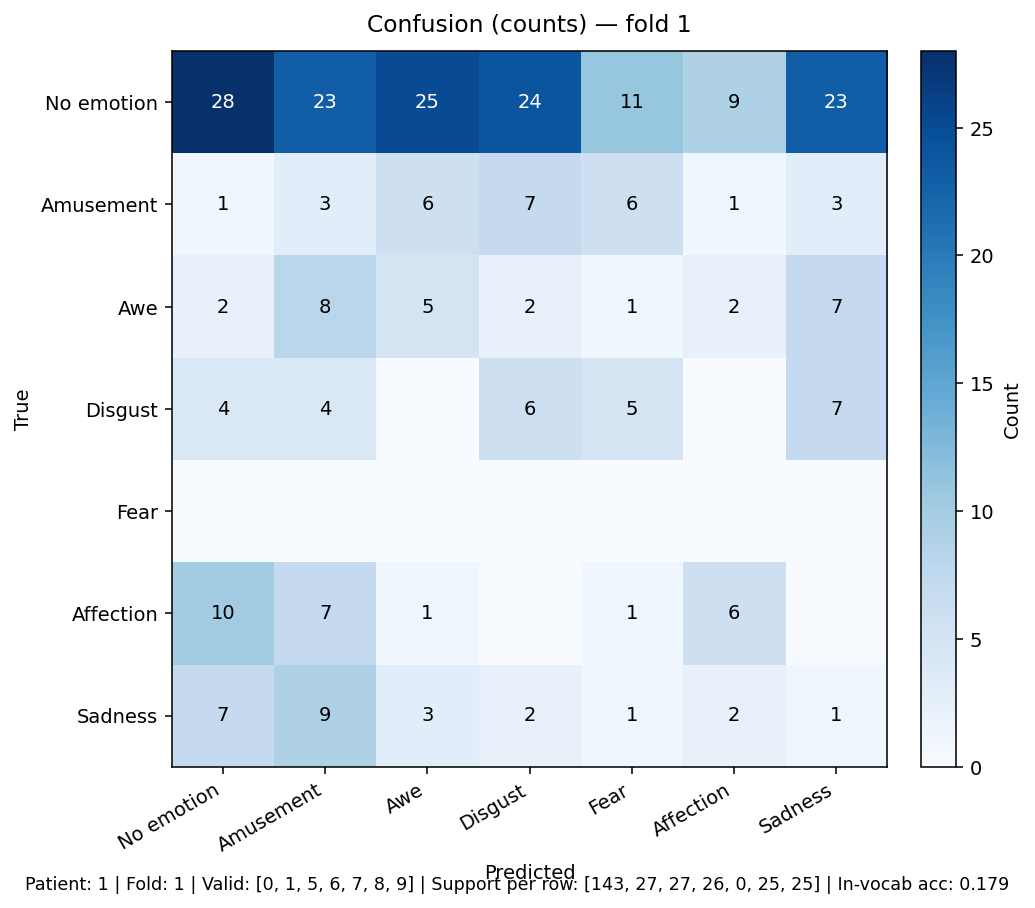 Confusion (counts) — fold 1
No emotion 28 23 25 24 11 9 23
Amusement 1 3 6 7 6 1 3
Awe 2 8 5 2 1 2 7
Disgust 4 4 6 5 7
Fear
Affection 10 7 1 1 6
Sadness 7 9 3 2 1 2 1
True
No emotion Amusement Awe Disgust Fear Affection Sadness
Predicted
25
20
15
10
5
0
Count
Patient: 1 | Fold: 1 | Valid: [0, 1, 5, 6, 7, 8, 9] | Support per row: [143, 27, 27, 26, 0, 25, 25] | In-vocab acc: 0.179